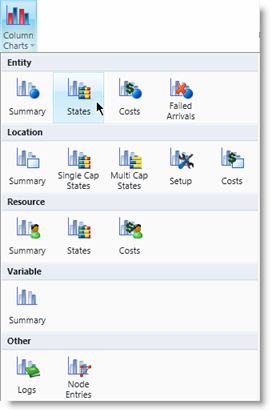 Column
Charts
Entity
Summary States Costs Failed
Arrivals
Location
Summary Single Cap Multi Cap Setup Costs
States States
Resource
Summary States Costs
Variable
Summary
Other
Logs Node
Entries